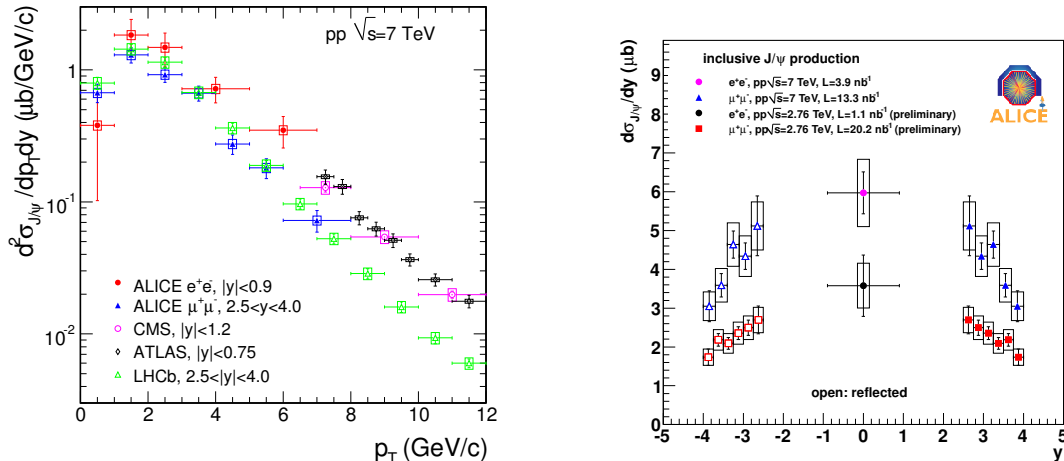 pp √s=7 TeV
d²σ_J/ψ /dp_T dy (μb/GeV/c)
1
10⁻¹
10⁻²
ALICE e⁺e⁻, |y|<0.9
ALICE μ⁺μ⁻, 2.5<y<4.0
CMS, |y|<1.2
ATLAS, |y|<0.75
LHCb, 2.5<|y|<4.0
0 2 4 6 8 10 12
p_T (GeV/c)
dσ_J/ψ/dy (μb)
9
8
7
6
5
4
3
2
1
0
inclusive J/ψ production
e⁺e⁻, pp√s=7 TeV, L=3.9 nb⁻¹
μ⁺μ⁻, pp√s=7 TeV, L=13.3 nb⁻¹
e⁺e⁻, pp√s=2.76 TeV, L=1.1 nb⁻¹ (preliminary)
μ⁺μ⁻, pp√s=2.76 TeV, L=20.2 nb⁻¹ (preliminary)
ALICE
open: reflected
-5 -4 -3 -2 -1 0 1 2 3 4 5
y